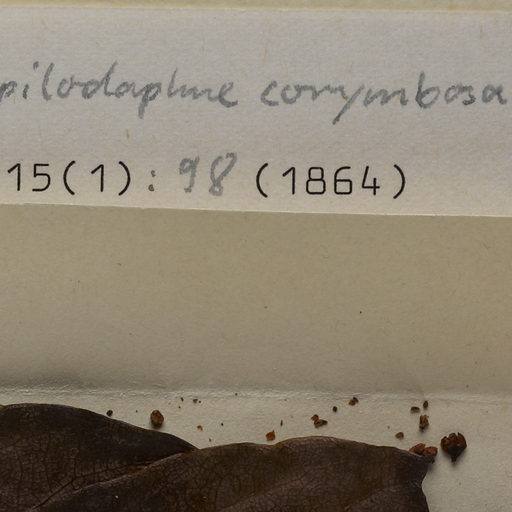 pilodaphne corymbosa
15(1): 98 (1864)